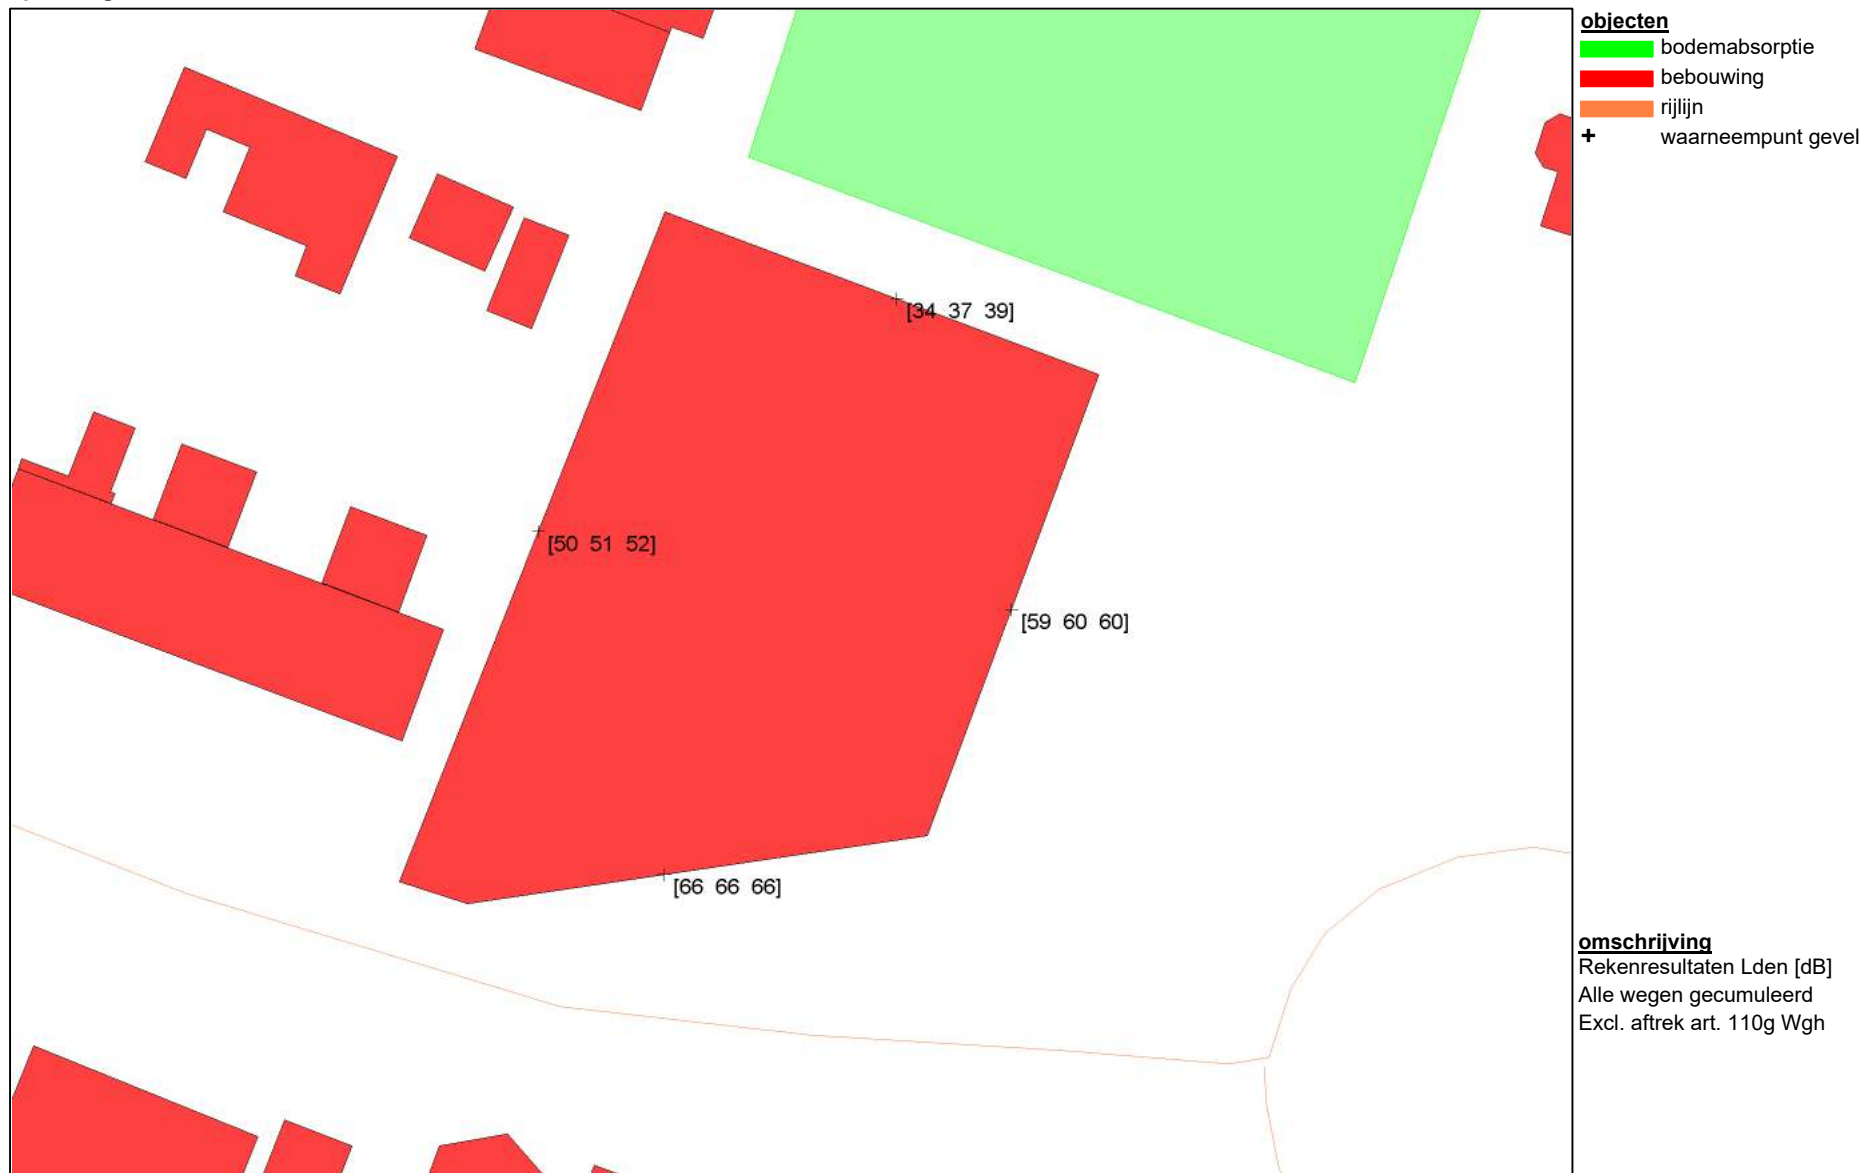 objecten
bodemabsorptie
bebouwing
rijlijn
+ waarneempunt gevel
[34 37 39]
[50 51 52]
[59 60 60]
[66 66 66]
omschrijving
Rekenresultaten Lden [dB]
Alle wegen gecumuleerd
Excl. aftrek art. 110g Wgh